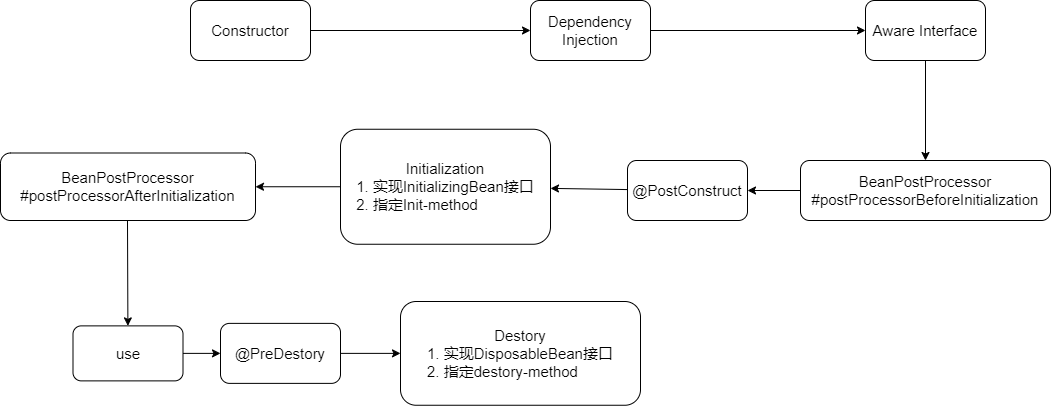 Constructor
Dependency
Injection
Aware Interface
BeanPostProcessor
#postProcessorBeforeInitialization
@PostConstruct
Initialization
1. 实现InitializingBean接口
2. 指定Init-method
BeanPostProcessor
#postProcessorAfterInitialization
use
@PreDestory
Destory
1. 实现DisposableBean接口
2. 指定destory-method